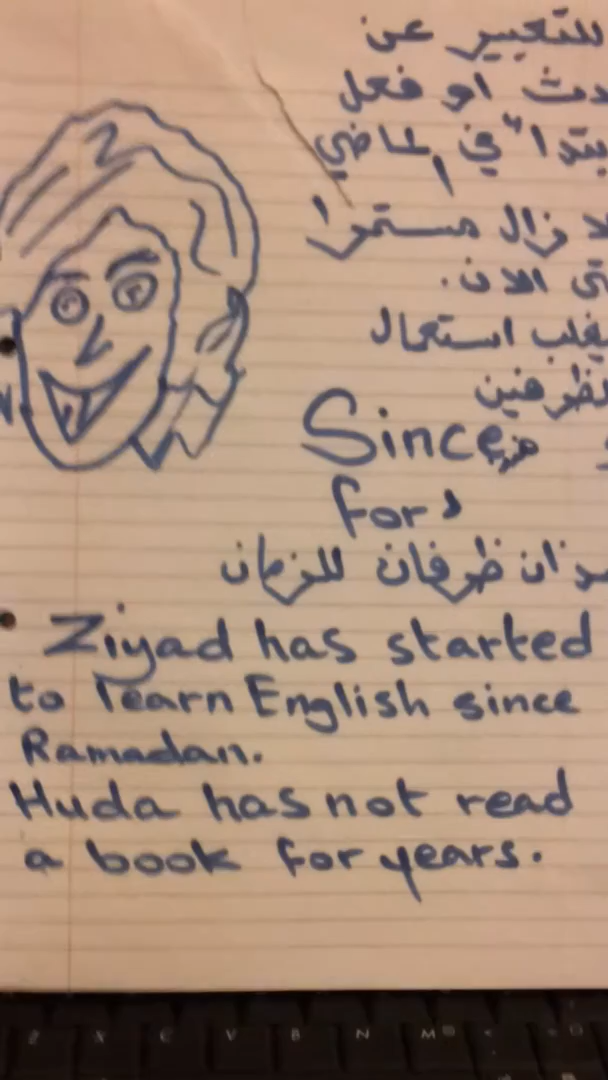 للتعبير عن
أو فعل
في الماضي
زال مستمرا
الان.
استعمال
Since
for
ظرفان للزمان
Ziyad has started
to learn English since
Ramadan.
Huda has not read
a book for years.
Z X C V B N M